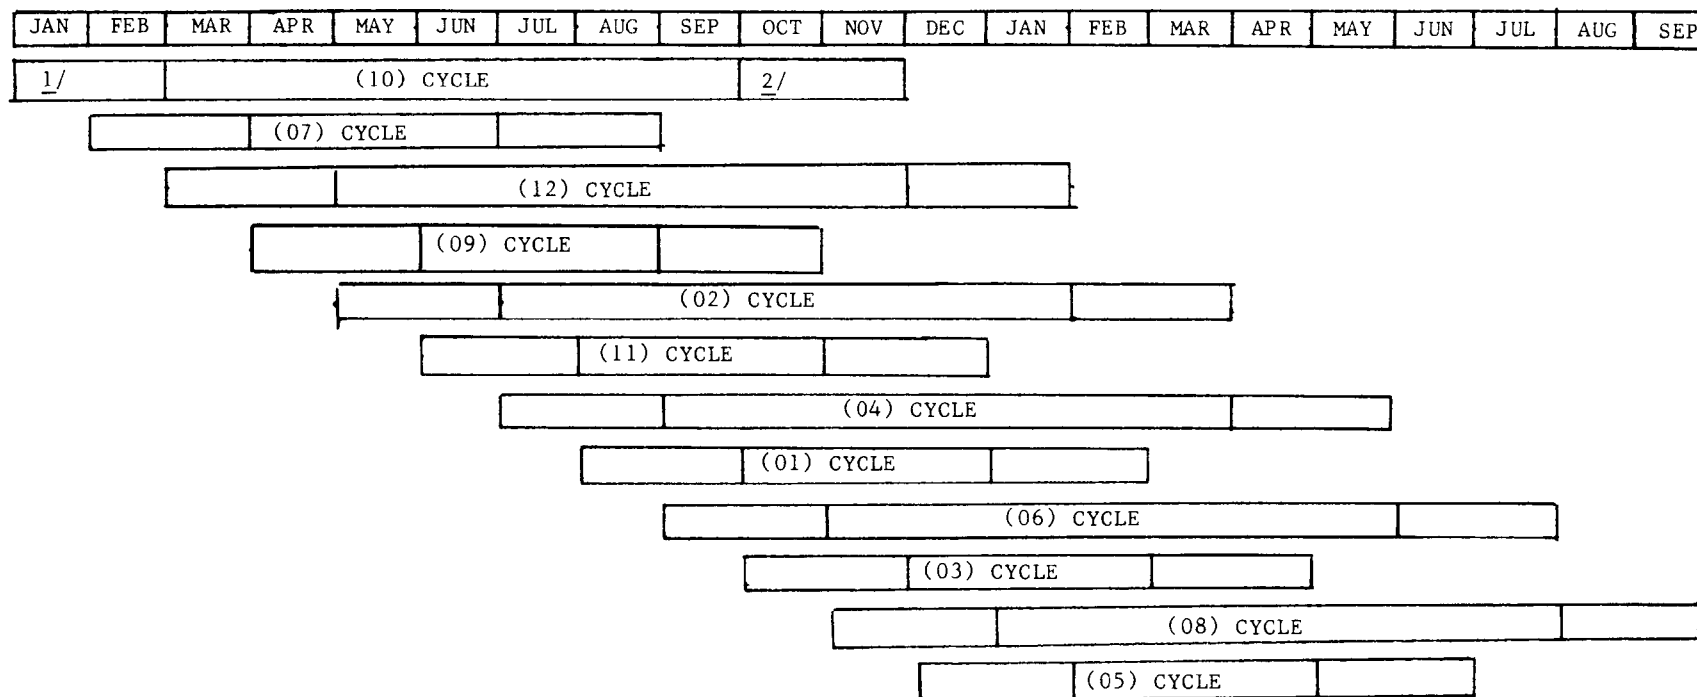 JAN FEB MAR APR MAY JUN JUL AUG SEP OCT NOV DEC JAN FEB MAR APR MAY JUN JUL AUG SEP
1/ (10) CYCLE 2/
(07) CYCLE
(12) CYCLE
(09) CYCLE
(02) CYCLE
(11) CYCLE
(04) CYCLE
(01) CYCLE
(06) CYCLE
(03) CYCLE
(08) CYCLE
(05) CYCLE